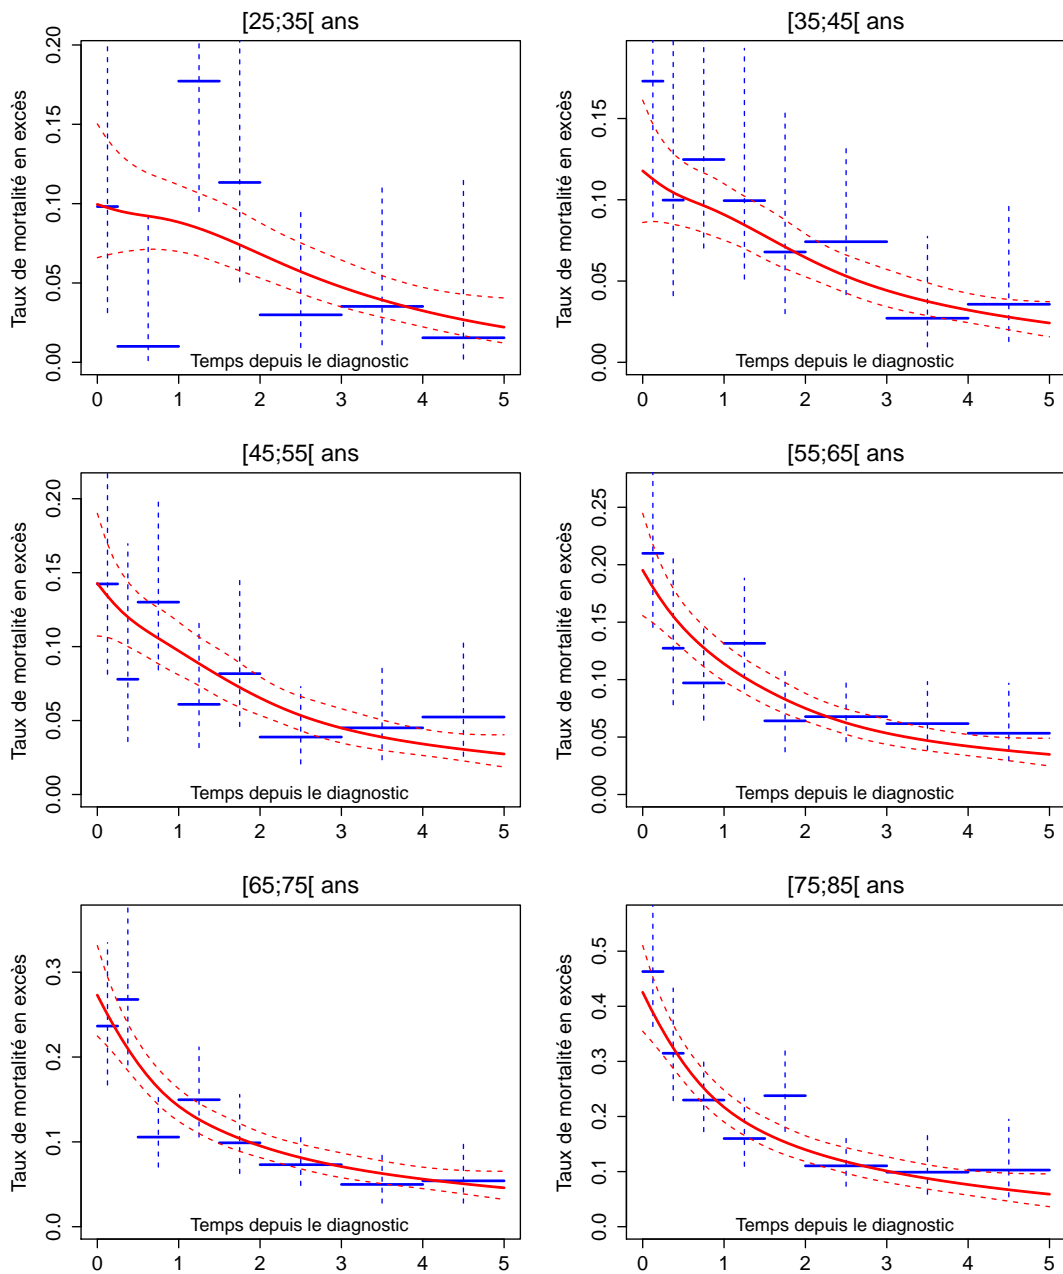 [25;35[ ans
Taux de mortalité en excès
0.00 0.05 0.10 0.15 0.20
Temps depuis le diagnostic
0 1 2 3 4 5
[35;45[ ans
Taux de mortalité en excès
0.00 0.05 0.10 0.15
Temps depuis le diagnostic
0 1 2 3 4 5
[45;55[ ans
Taux de mortalité en excès
0.00 0.05 0.10 0.15 0.20
Temps depuis le diagnostic
0 1 2 3 4 5
[55;65[ ans
Taux de mortalité en excès
0.00 0.05 0.10 0.15 0.20 0.25
Temps depuis le diagnostic
0 1 2 3 4 5
[65;75[ ans
Taux de mortalité en excès
0.0 0.1 0.2 0.3
Temps depuis le diagnostic
0 1 2 3 4 5
[75;85[ ans
Taux de mortalité en excès
0.0 0.1 0.2 0.3 0.4 0.5
Temps depuis le diagnostic
0 1 2 3 4 5